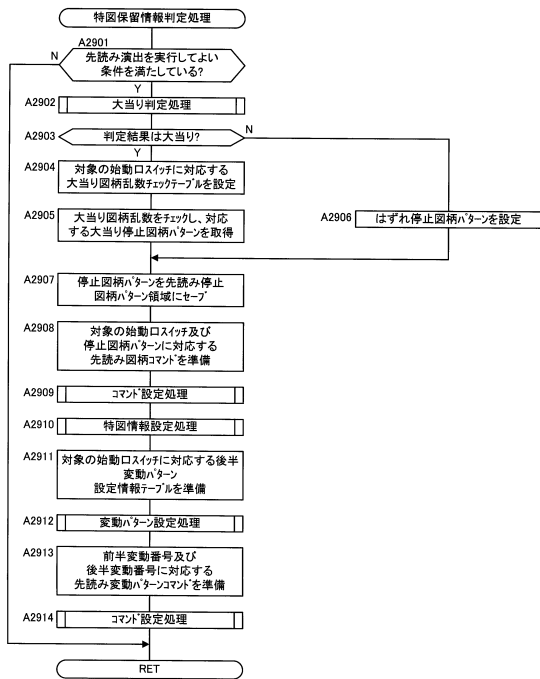 特図保留情報判定処理
A2901
N
先読み演出を実行してよい
条件を満たしている?
Y
A2902
大当り判定処理
A2903
判定結果は大当り?
N
Y
A2904
対象の始動口スイッチに対応する
大当り図柄乱数チェックテーブルを設定
A2905
大当り図柄乱数をチェックし、対応
する大当り停止図柄パターンを取得
A2906
はずれ停止図柄パターンを設定
A2907
停止図柄パターンを先読み停止
図柄パターン領域にセーブ
A2908
対象の始動口スイッチ及び
停止図柄パターンに対応する
先読み図柄コマンドを準備
A2909
コマンド設定処理
A2910
特図情報設定処理
A2911
対象の始動口スイッチに対応する後半
変動パターン
設定情報テーブルを準備
A2912
変動パターン設定処理
A2913
前半変動番号及び
後半変動番号に対応する
先読み変動パターンコマンドを準備
A2914
コマンド設定処理
RET